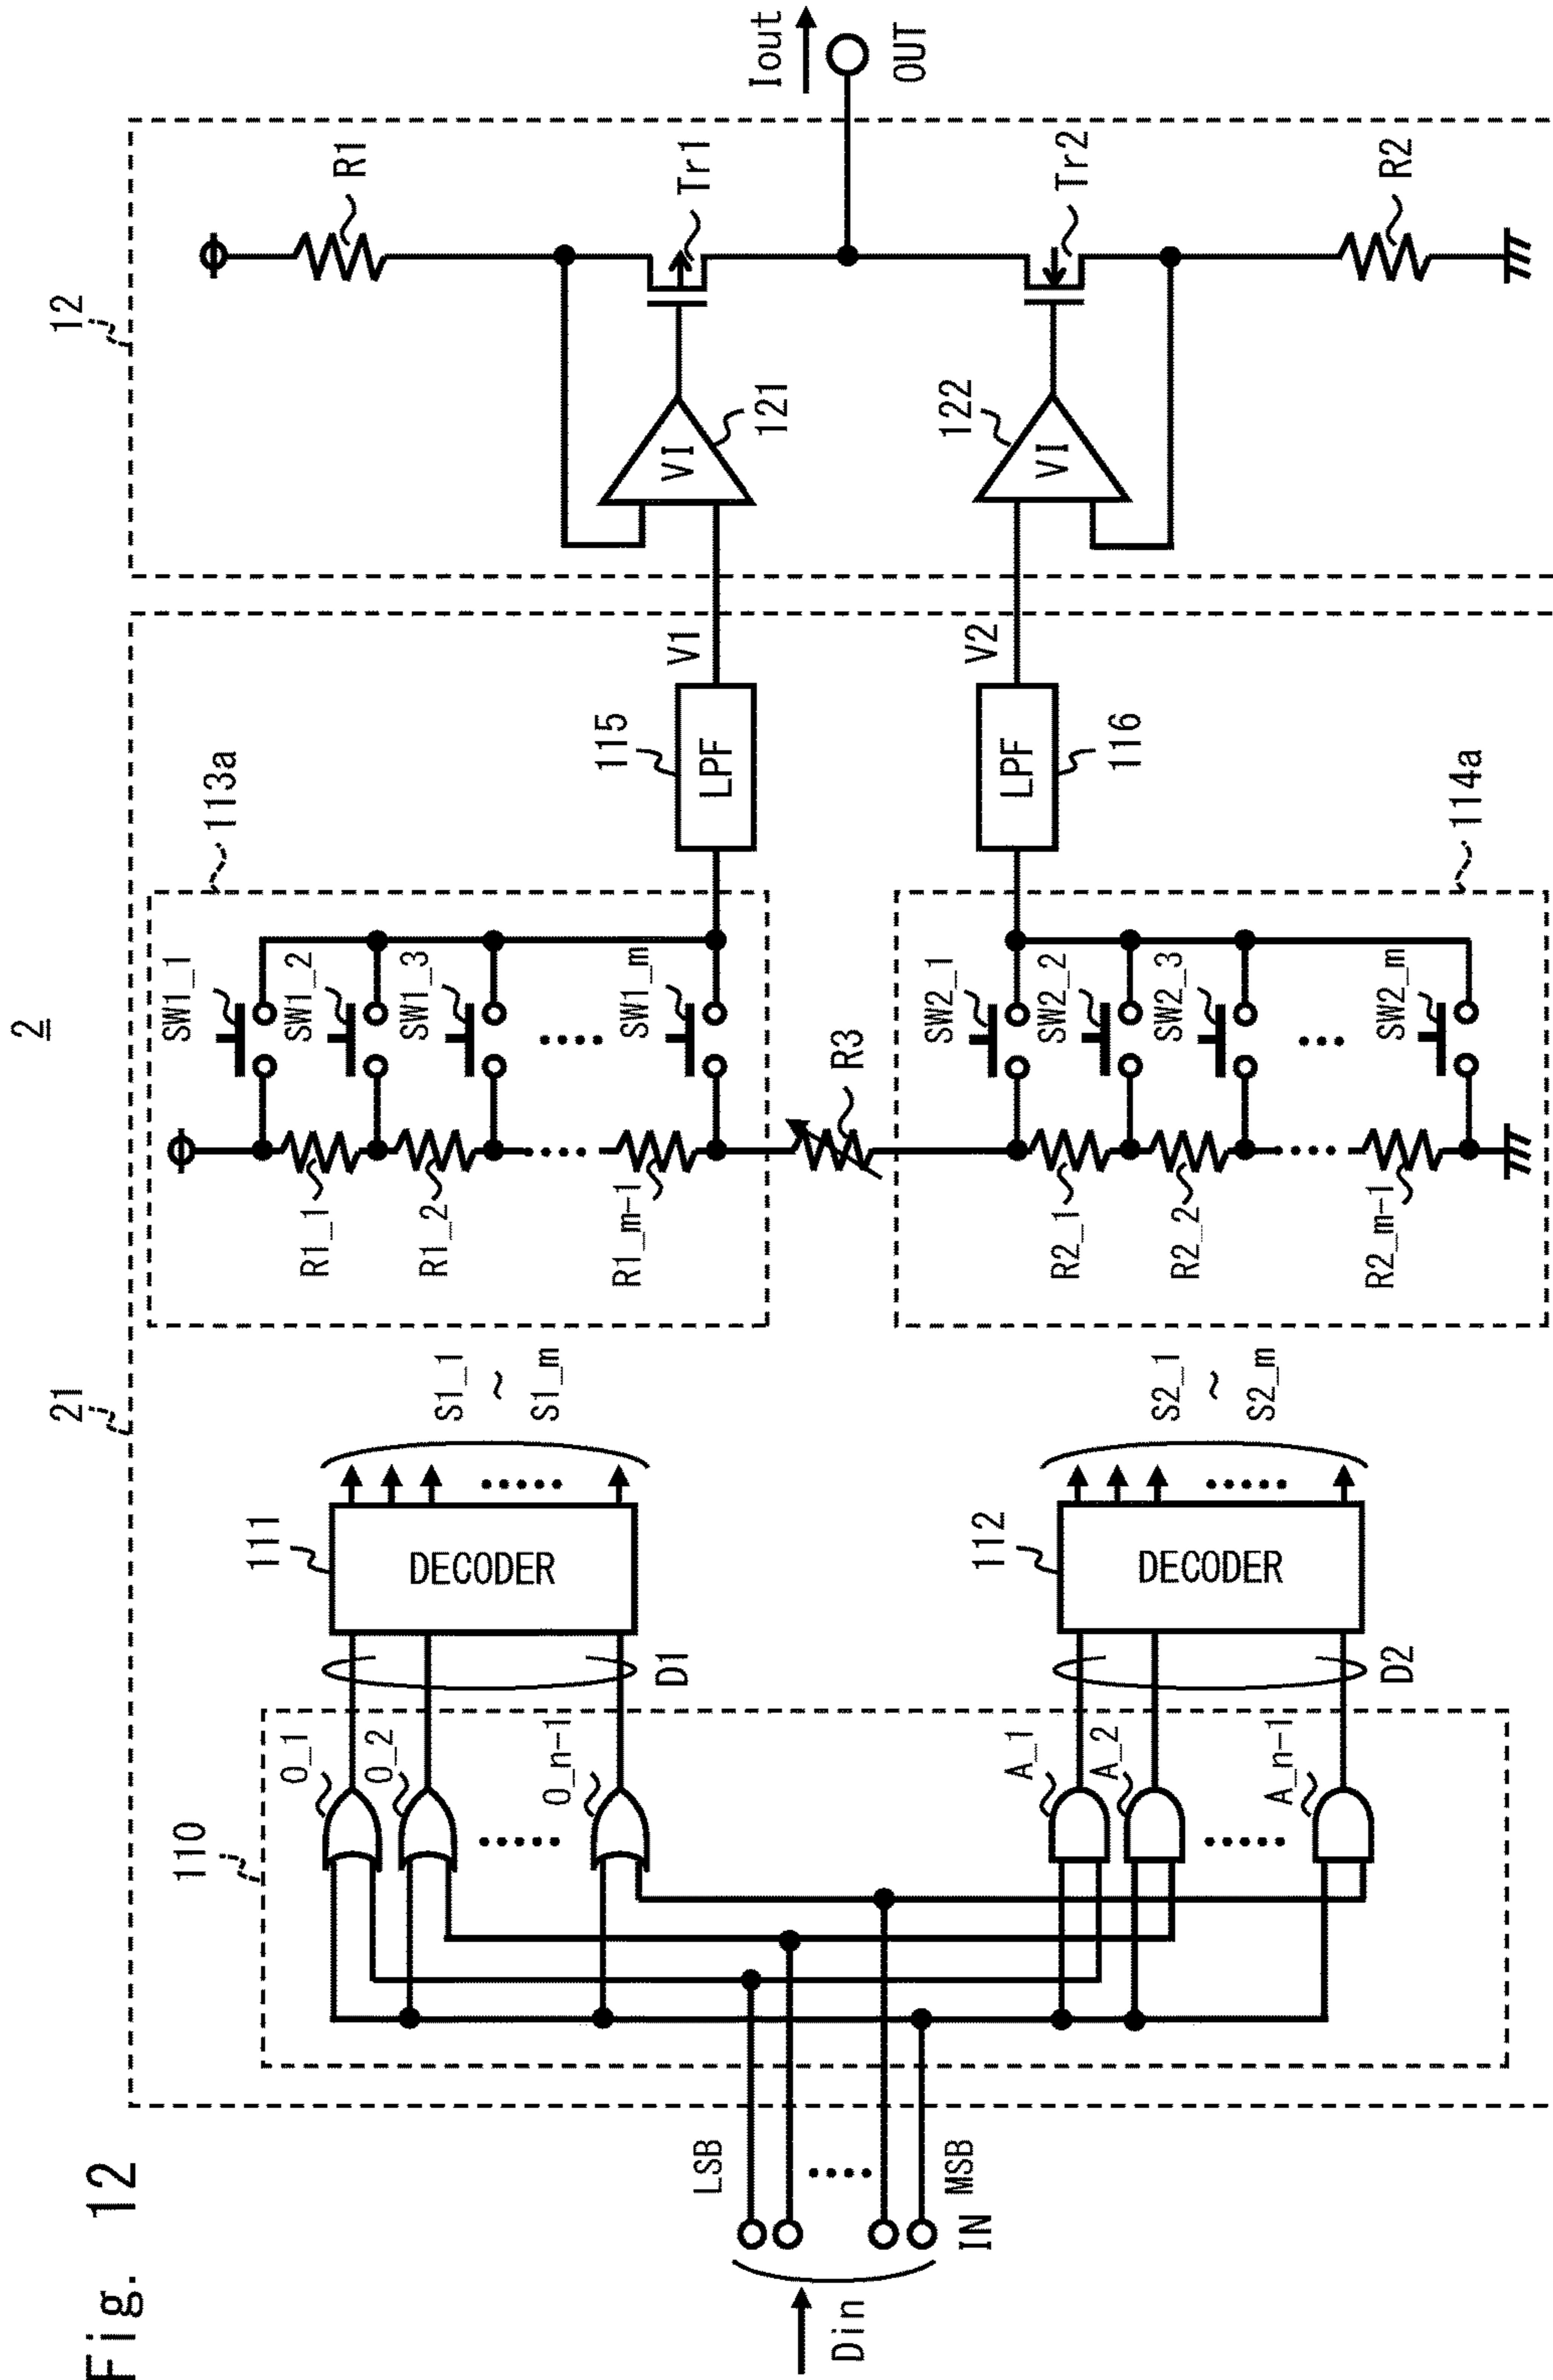 Fig. 12
2
21
12
Din
LSB
MSB
IN
110
O_1
O_2
O_n-1
A_1
A_2
A_n-1
D1
D2
111
DECODER
112
DECODER
S1_1
~
S1_m
S2_1
~
S2_m
113a
SW1_1
SW1_2
SW1_3
SW1_m
R1_1
R1_2
R1_m-1
R3
114a
SW2_1
SW2_2
SW2_3
SW2_m
R2_1
R2_2
R2_m-1
115
LPF
V1
116
LPF
V2
VI
121
VI
122
R1
Tr1
Tr2
R2
Iout
OUT